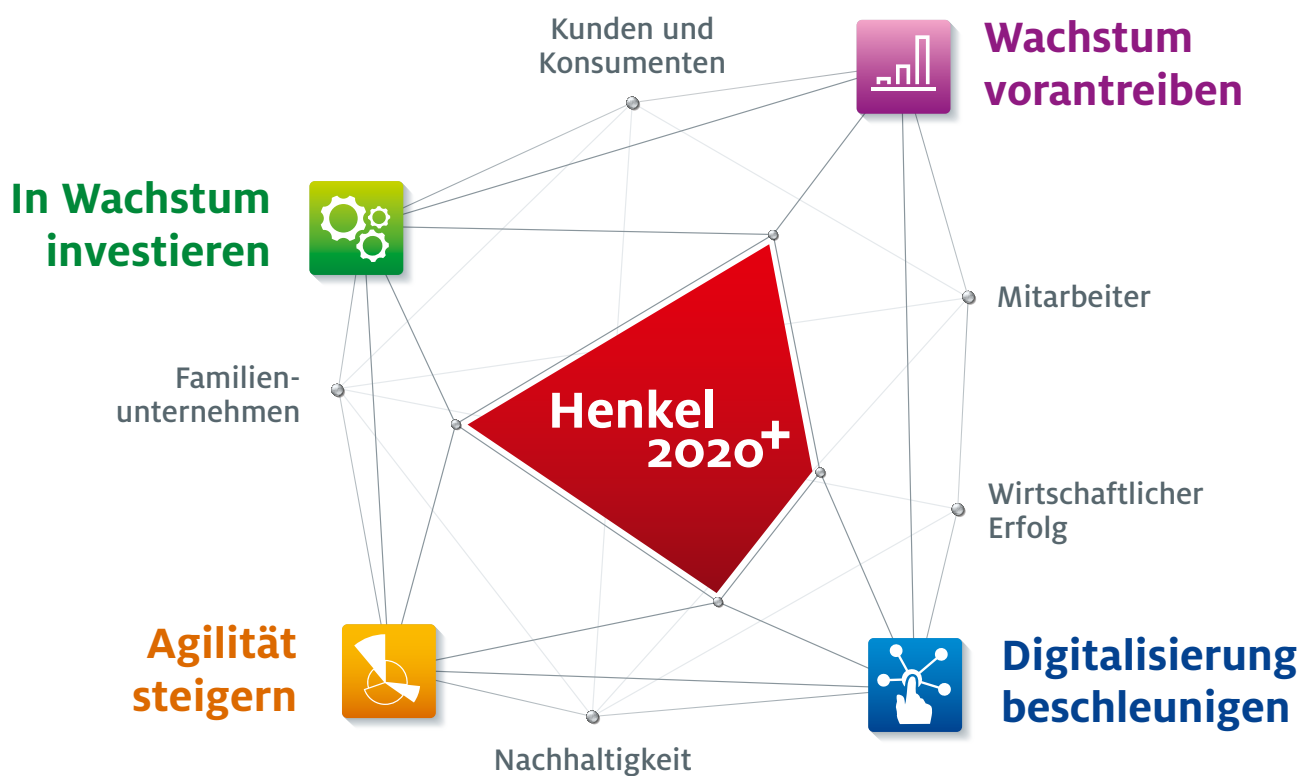 Kunden und
Konsumenten
Wachstum
vorantreiben
In Wachstum
investieren
Mitarbeiter
Familien-
unternehmen
Henkel
2020+
Wirtschaftlicher
Erfolg
Agilität
steigern
Digitalisierung
beschleunigen
Nachhaltigkeit